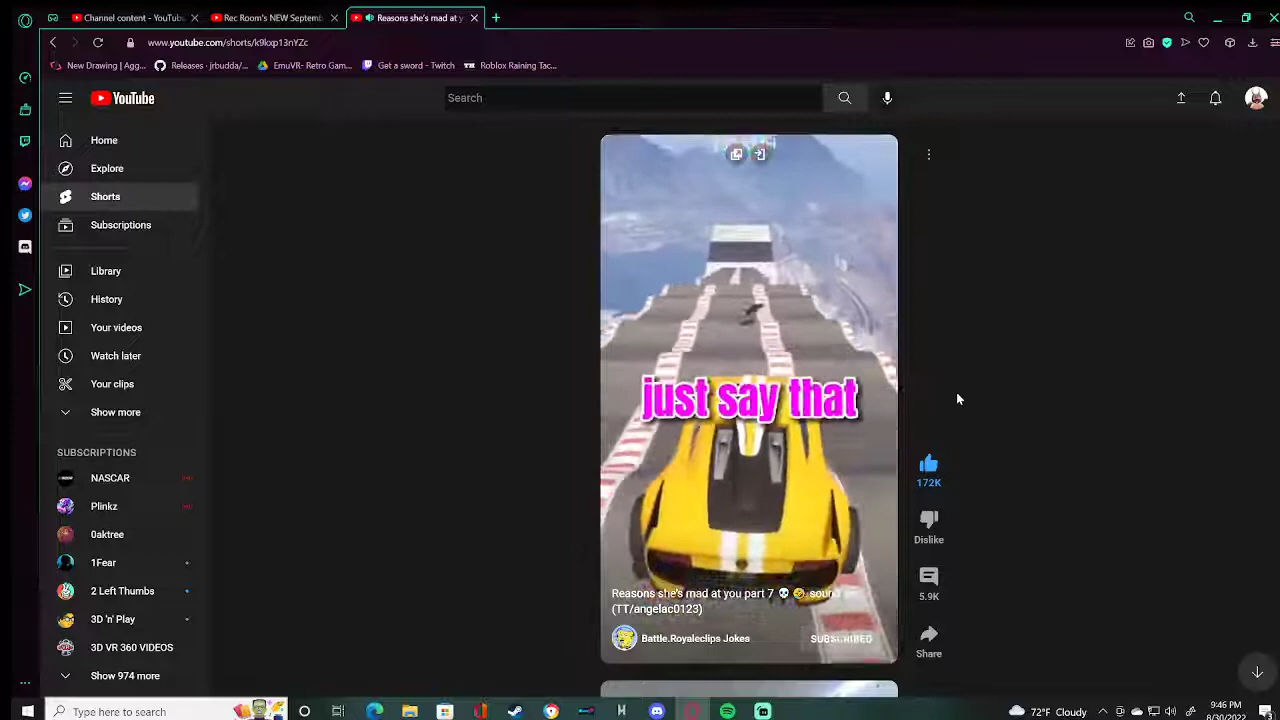 Channel content - YouTube
Rec Room's NEW Septemb
Reasons she's mad at y
www.youtube.com/shorts/k9kxp13nYZc
New Drawing | Agg...
Releases · jrbudda/...
EmuVR- Retro Gam...
Get a sword - Twitch
Roblox Raining Tac...
YouTube
Search
Home
Explore
Shorts
Subscriptions
Library
History
Your videos
Watch later
Your clips
Show more
SUBSCRIPTIONS
NASCAR
Plinkz
0aktree
1Fear
2 Left Thumbs
3D 'n' Play
3D VR 360 VIDEOS
Show 974 more
just say that
Reasons she's mad at you part 7 💀 🤣 sound
(TT/angelac0123)
Battle.Royaleclips Jokes
SUBSCRIBED
172K
Dislike
5.9K
Share
Type here to search
72°F Cloudy
9:46 PM
8/30/2022